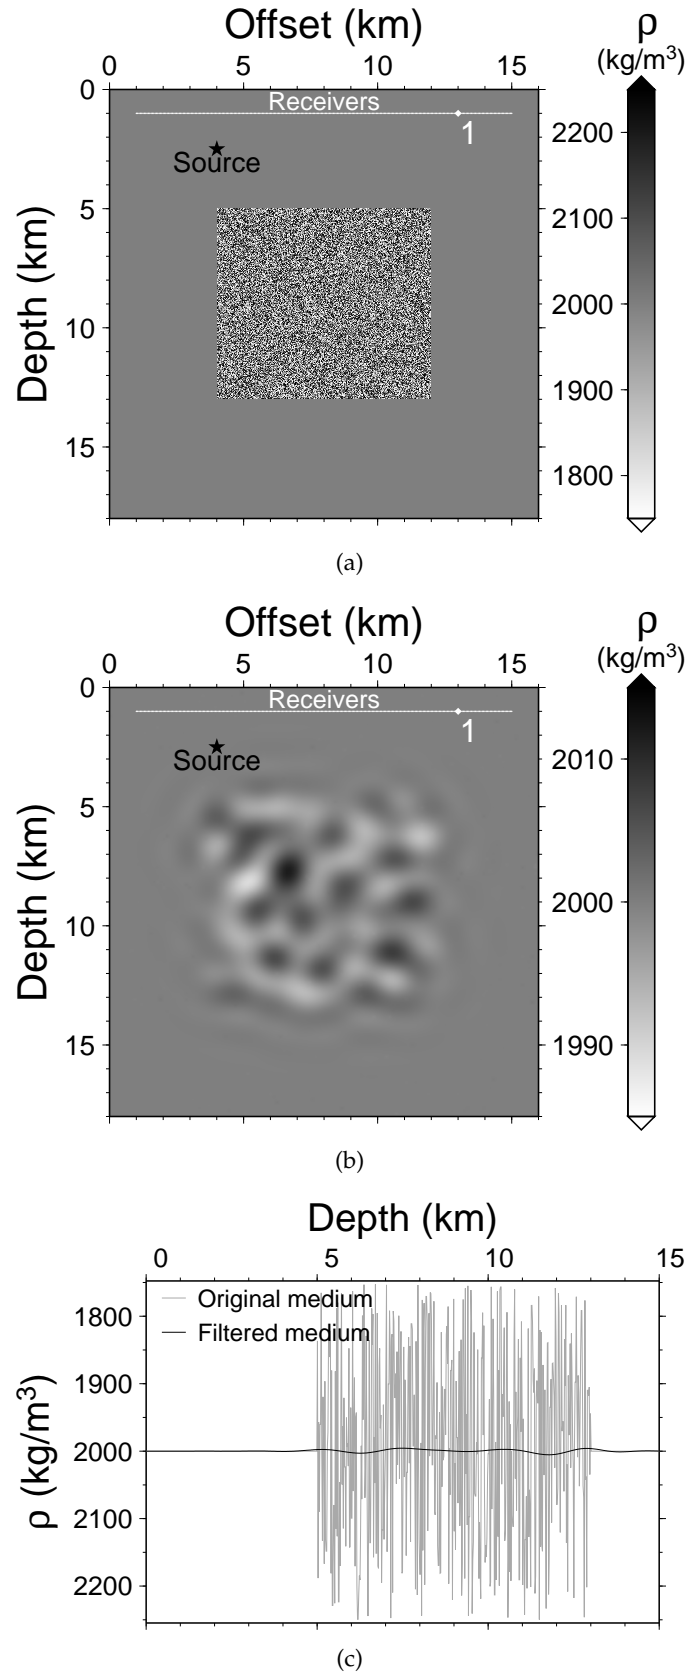 Offset (km)
ρ
(kg/m³)
0 5 10 15
0
5
10
15
Depth (km)
Receivers
1
Source
2200
2100
2000
1900
1800
(a)
Offset (km)
ρ
(kg/m³)
0 5 10 15
0
5
10
15
Depth (km)
Receivers
1
Source
2010
2000
1990
(b)
Depth (km)
0 5 10 15
Original medium
Filtered medium
1800
1900
2000
2100
2200
ρ (kg/m³)
(c)